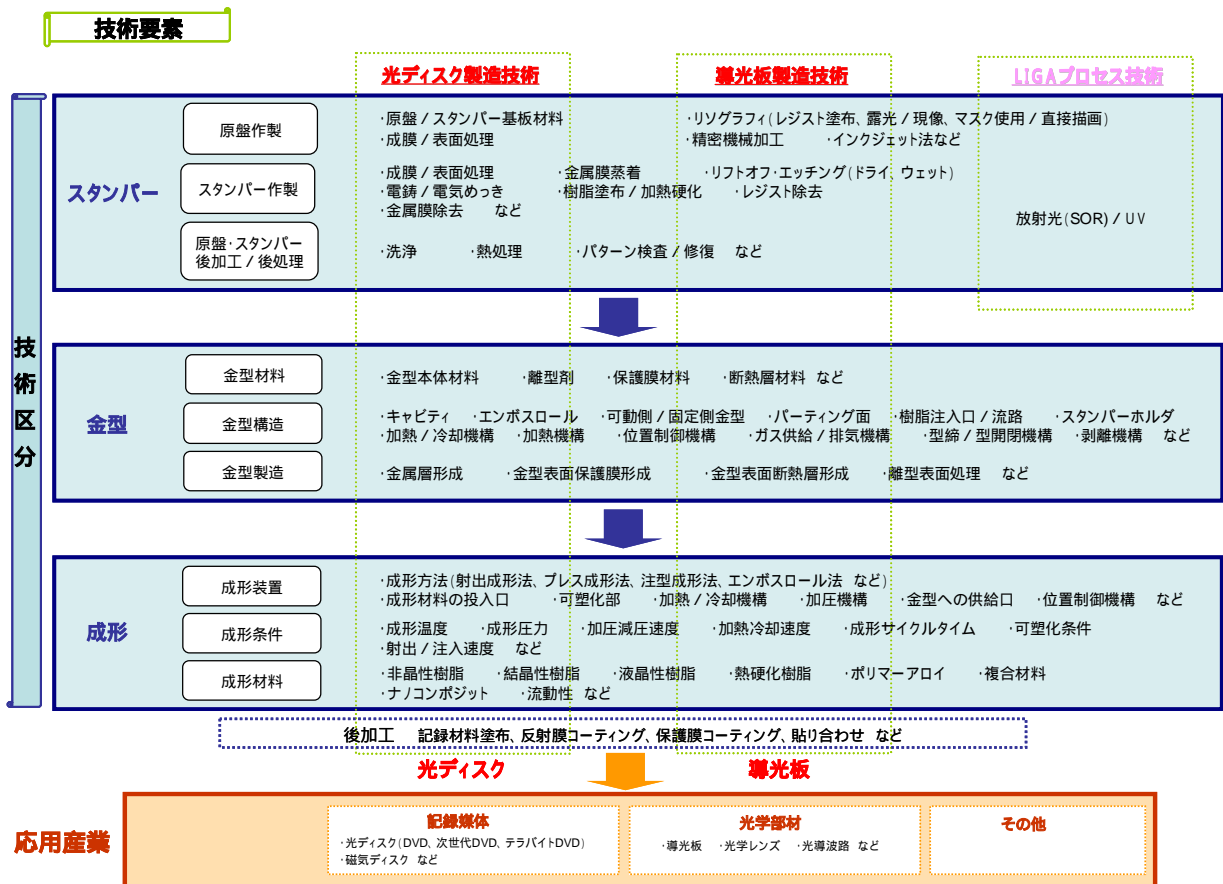 技術要素
光ディスク製造技術
導光板製造技術
LIGAプロセス技術
技術区分
スタンパー
原盤作製
・原盤/スタンパー基板材料 ・リソグラフィ(レジスト塗布、露光/現像、マスク使用/直接描画)
・成膜/表面処理 ・精密機械加工 ・インクジェット法など
スタンパー作製
・成膜/表面処理 ・金属膜蒸着 ・リフトオフ・エッチング(ドライ、ウェット)
・電鋳/電気めっき ・樹脂塗布/加熱硬化 ・レジスト除去
・金属膜除去 など
放射光(SOR)/UV
原盤・スタンパー
後加工/後処理
・洗浄 ・熱処理 ・パターン検査/修復 など
金型
金型材料
・金型本体材料 ・離型剤 ・保護膜材料 ・断熱層材料 など
金型構造
・キャビティ ・エンボスロール ・可動側/固定側金型 ・パーティング面 ・樹脂注入口/流路 ・スタンパーホルダ
・加熱/冷却機構 ・加熱機構 ・位置制御機構 ・ガス供給/排気機構 ・型締/型開閉機構 ・剥離機構 など
金型製造
・金属層形成 ・金型表面保護膜形成 ・金型表面断熱層形成 ・離型表面処理 など
成形
成形装置
・成形方法(射出成形法、プレス成形法、注型成形法、エンボスロール法 など)
・成形材料の投入口 ・可塑化部 ・加熱/冷却機構 ・加圧機構 ・金型への供給口 ・位置制御機構 など
成形条件
・成形温度 ・成形圧力 ・加圧減圧速度 ・加熱冷却速度 ・成形サイクルタイム ・可塑化条件
・射出/注入速度 など
成形材料
・非晶性樹脂 ・結晶性樹脂 ・液晶性樹脂 ・熱硬化樹脂 ・ポリマーアロイ ・複合材料
・ナノコンポジット ・流動性 など
後加工 記録材料塗布、反射膜コーティング、保護膜コーティング、貼り合わせ など
光ディスク
導光板
応用産業
記録媒体
・光ディスク(DVD、次世代DVD、テラバイトDVD)
・磁気ディスク など
光学部材
・導光板 ・光学レンズ ・光導波路 など
その他